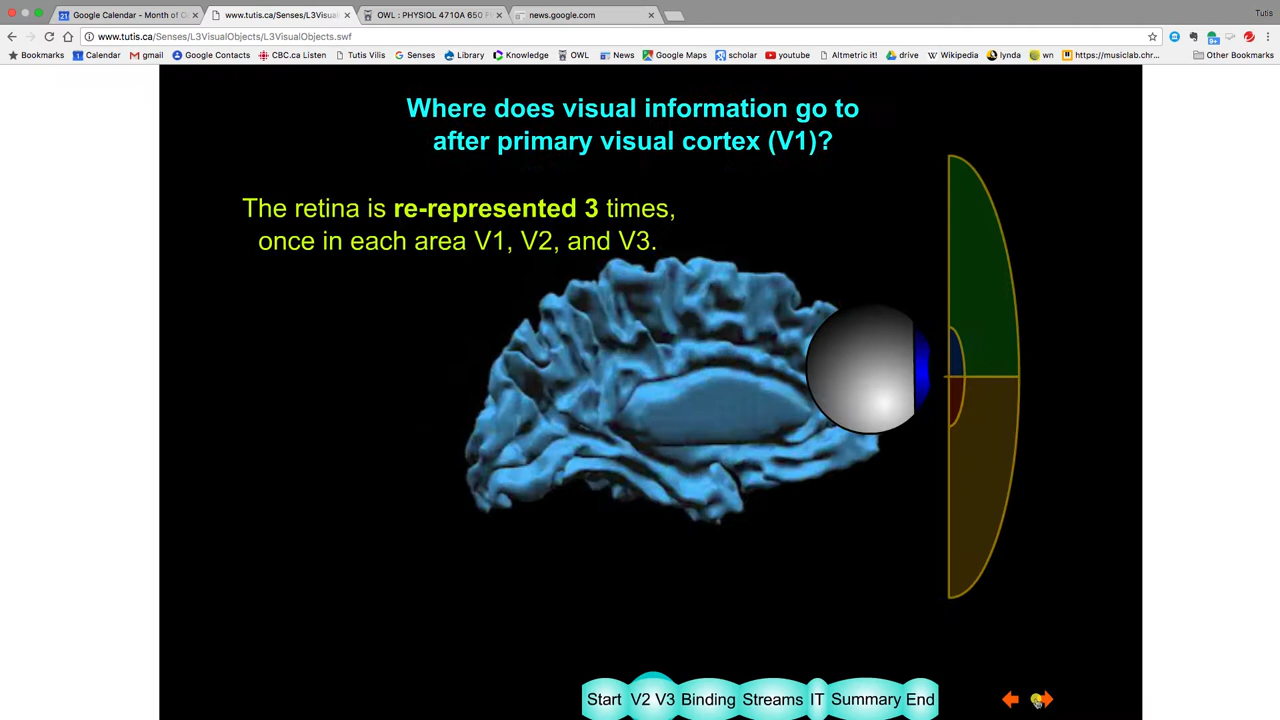 Google Calendar - Month of O
www.tutis.ca/Senses/L3Visual
OWL : PHYSIOL 4710A 650 F
news.google.com
Tutis
www.tutis.ca/Senses/L3VisualObjects/L3VisualObjects.swf
Bookmarks Calendar gmail Google Contacts CBC.ca Listen Tutis Vilis Senses Library Knowledge OWL News Google Maps scholar youtube Altmetric it! drive Wikipedia lynda wn https://musiclab.chr... Other Bookmarks
Where does visual information go to
after primary visual cortex (V1)?
The retina is re-represented 3 times,
once in each area V1, V2, and V3.
Start V2 V3 Binding Streams IT Summary End